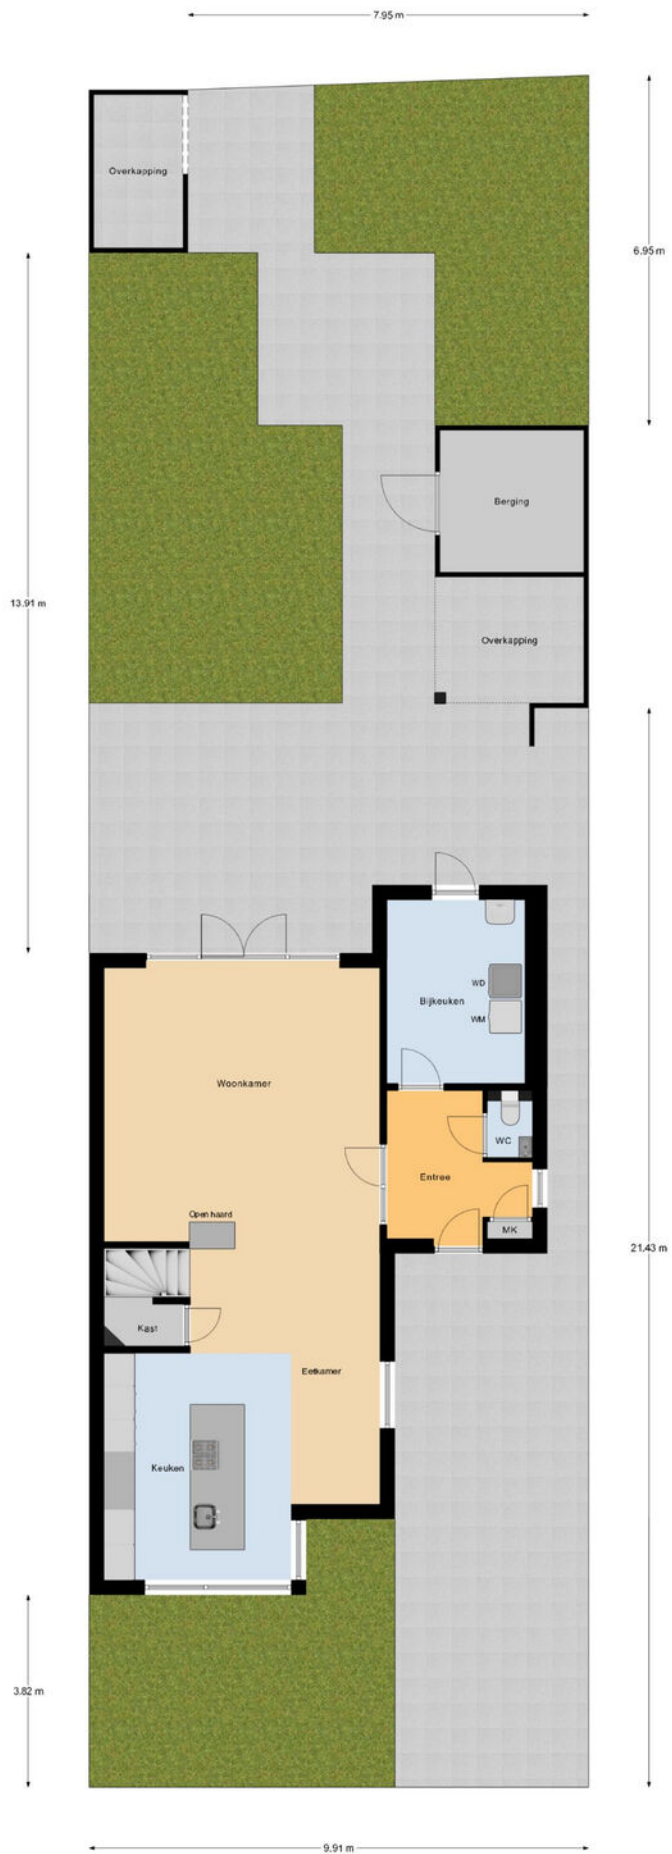 7.95 m
Overkapping
6.95 m
Berging
13.91 m
Overkapping
WD
Bijkeuken
WM
Woonkamer
WC
Entree
Open haard
MK
21.43 m
Kast
Eetkamer
Keuken
3.82 m
9.91 m